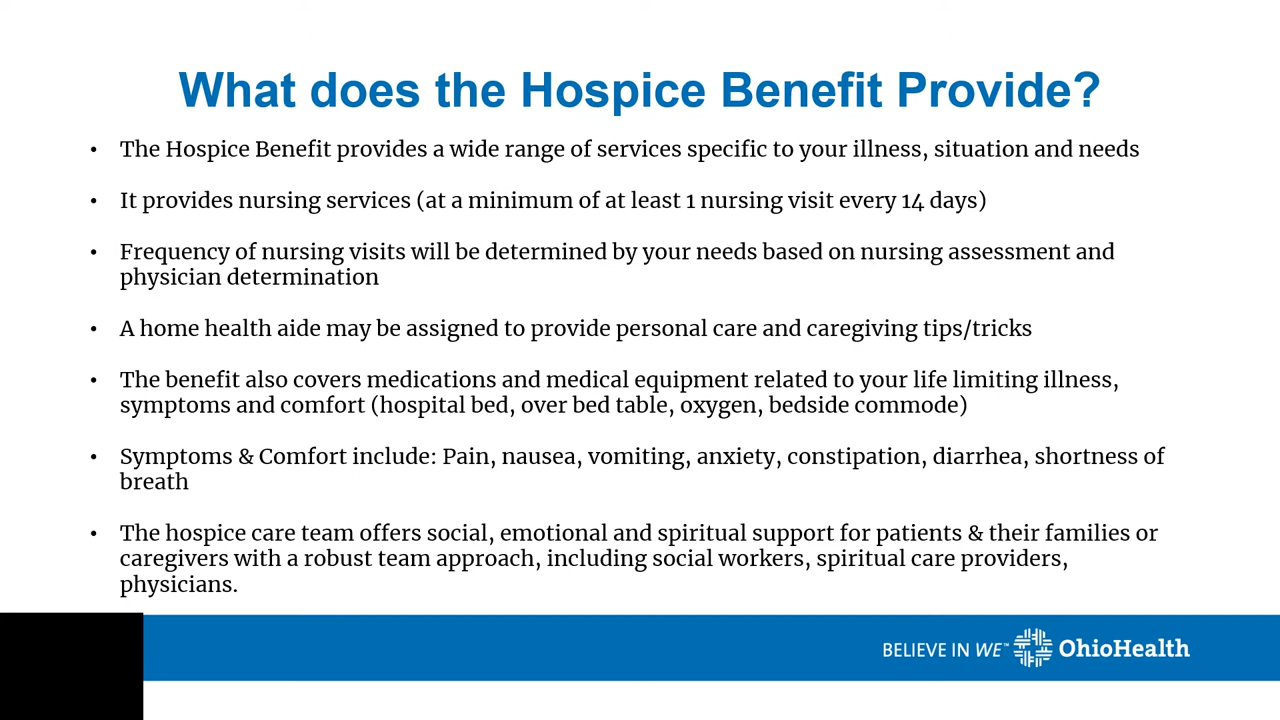 What does the Hospice Benefit Provide?
• The Hospice Benefit provides a wide range of services specific to your illness, situation and needs
• It provides nursing services (at a minimum of at least 1 nursing visit every 14 days)
• Frequency of nursing visits will be determined by your needs based on nursing assessment and
physician determination
• A home health aide may be assigned to provide personal care and caregiving tips/tricks
• The benefit also covers medications and medical equipment related to your life limiting illness,
symptoms and comfort (hospital bed, over bed table, oxygen, bedside commode)
• Symptoms & Comfort include: Pain, nausea, vomiting, anxiety, constipation, diarrhea, shortness of
breath
• The hospice care team offers social, emotional and spiritual support for patients & their families or
caregivers with a robust team approach, including social workers, spiritual care providers,
physicians.
BELIEVE IN WE™ OhioHealth